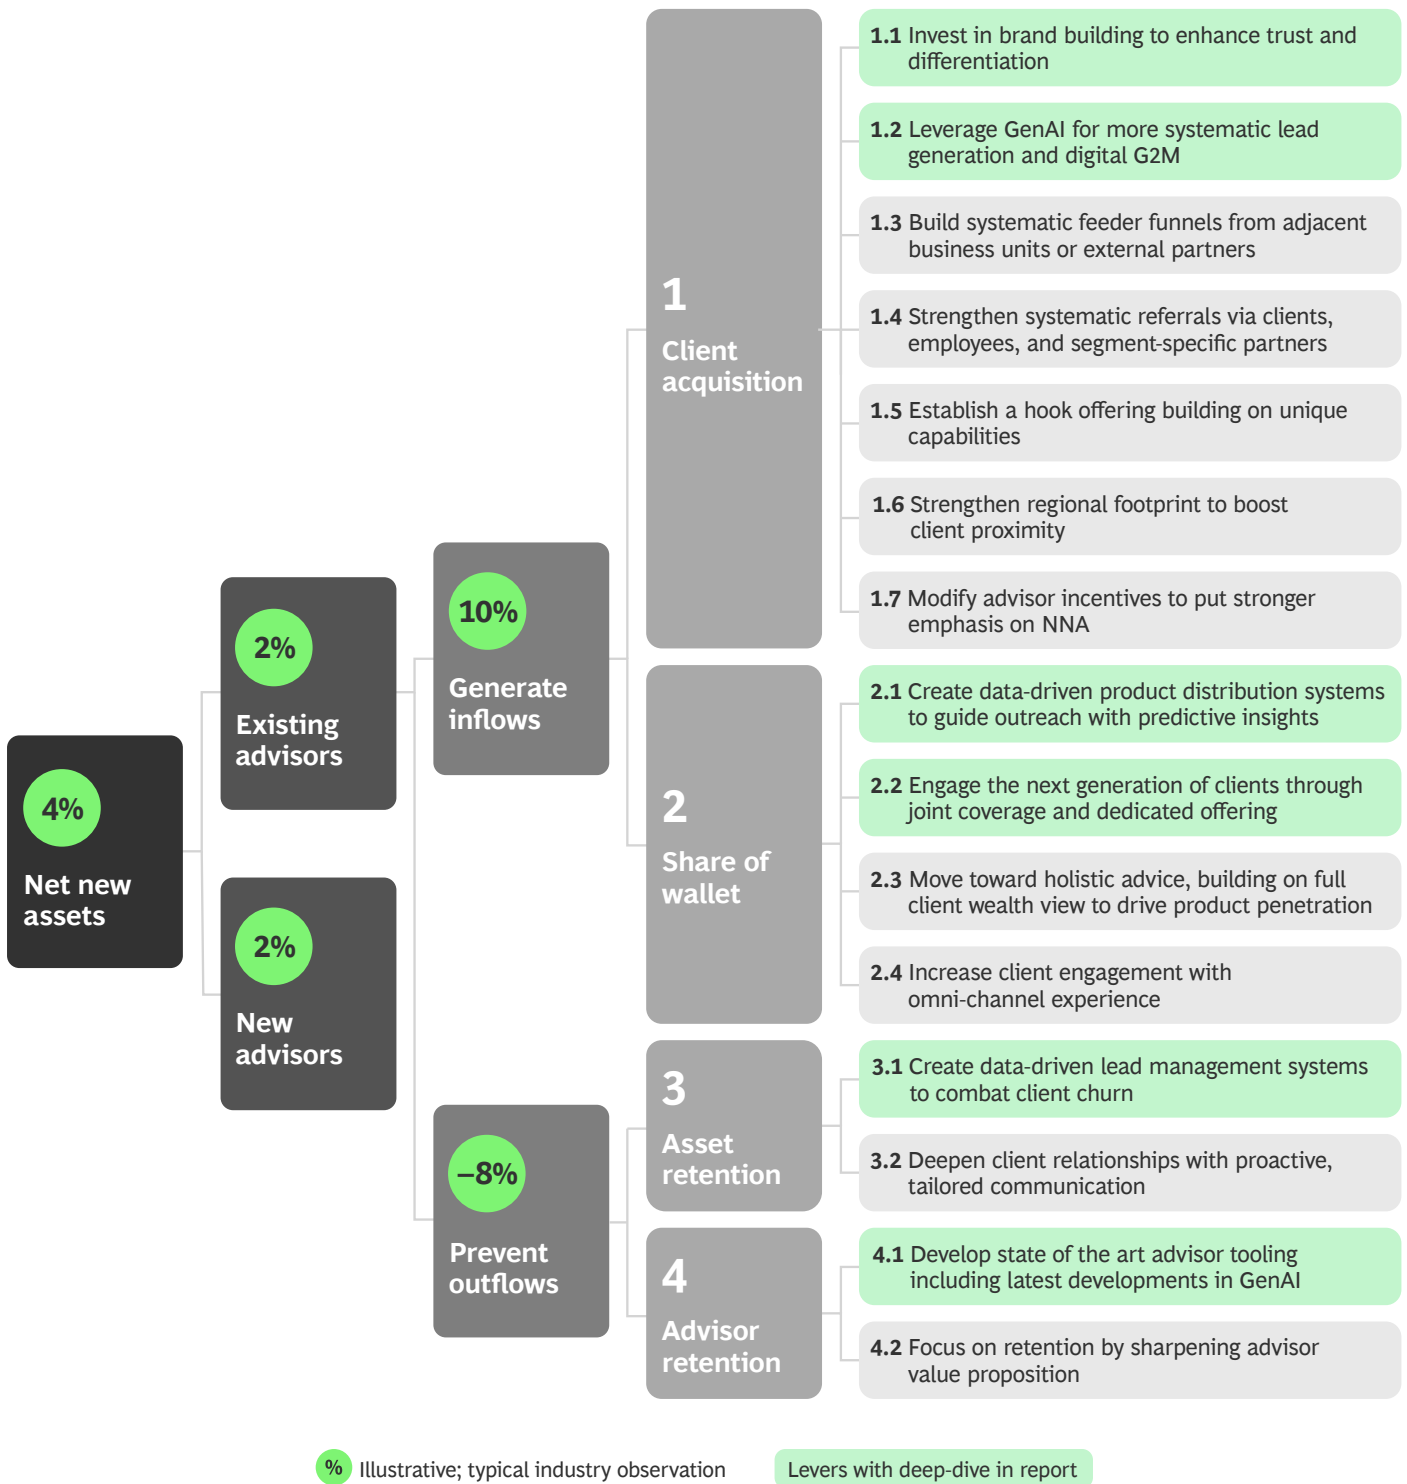 4%
Net new
assets
2%
Existing
advisors
2%
New
advisors
10%
Generate
inflows
–8%
Prevent
outflows
1
Client
acquisition
1.1 Invest in brand building to enhance trust and
differentiation
1.2 Leverage GenAI for more systematic lead
generation and digital G2M
1.3 Build systematic feeder funnels from adjacent
business units or external partners
1.4 Strengthen systematic referrals via clients,
employees, and segment-specific partners
1.5 Establish a hook offering building on unique
capabilities
1.6 Strengthen regional footprint to boost
client proximity
1.7 Modify advisor incentives to put stronger
emphasis on NNA
2
Share of
wallet
2.1 Create data-driven product distribution systems
to guide outreach with predictive insights
2.2 Engage the next generation of clients through
joint coverage and dedicated offering
2.3 Move toward holistic advice, building on full
client wealth view to drive product penetration
2.4 Increase client engagement with
omni-channel experience
3
Asset
retention
3.1 Create data-driven lead management systems
to combat client churn
3.2 Deepen client relationships with proactive,
tailored communication
4
Advisor
retention
4.1 Develop state of the art advisor tooling
including latest developments in GenAI
4.2 Focus on retention by sharpening advisor
value proposition
% Illustrative; typical industry observation
Levers with deep-dive in report